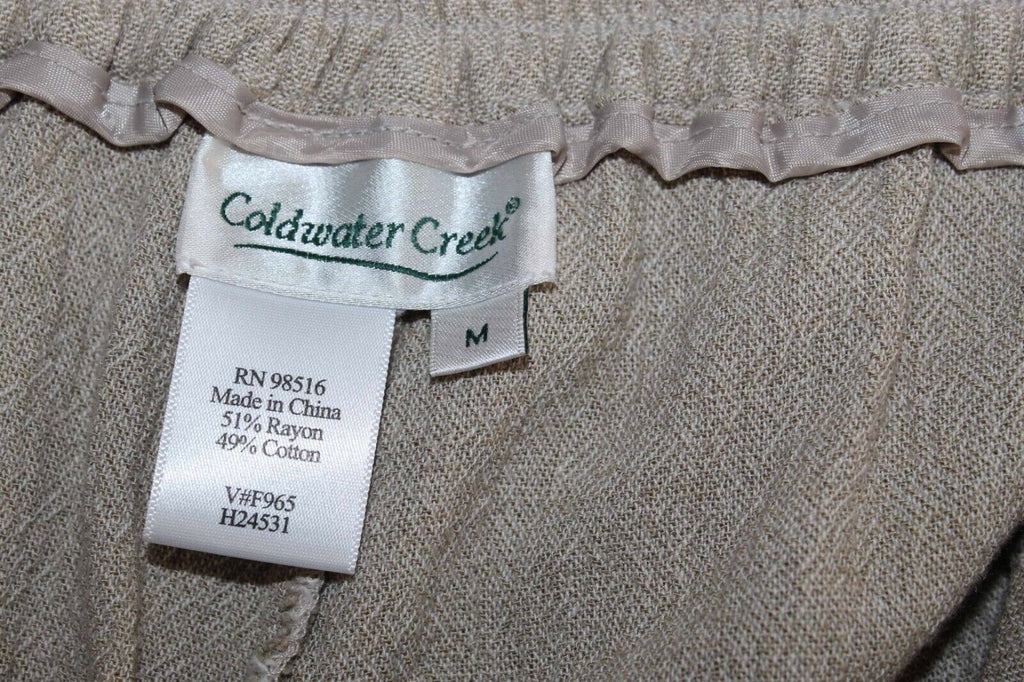 Coldwater Creek®
M
RN 98516
Made in China
51% Rayon
49% Cotton
V#F965
H24531